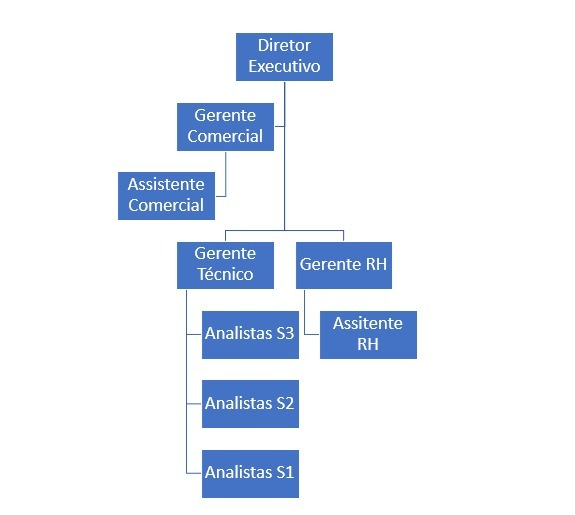 Diretor
Executivo
Gerente
Comercial
Assistente
Comercial
Gerente
Técnico
Gerente RH
Analistas S3
Assitente
RH
Analistas S2
Analistas S1